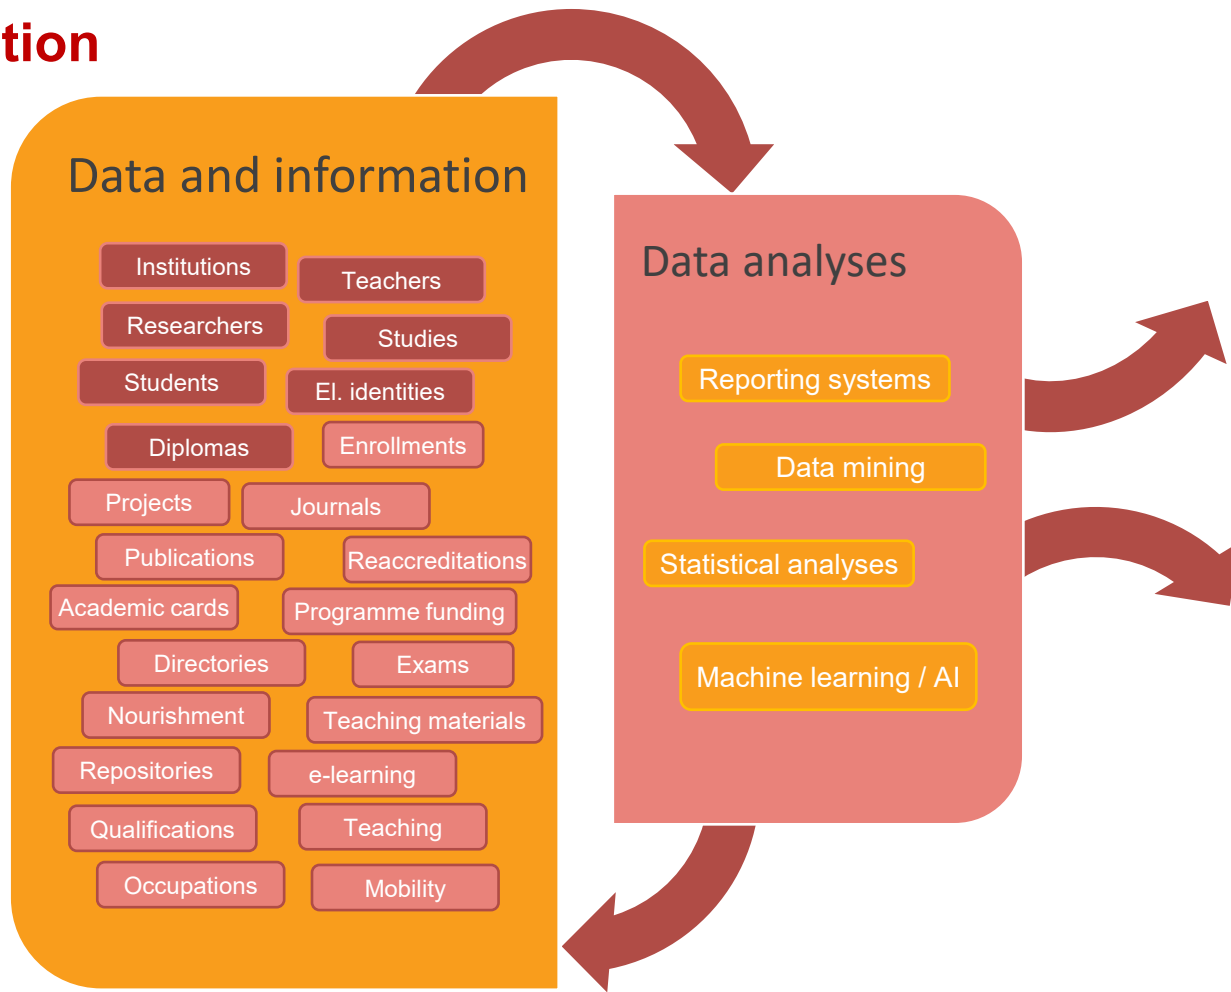 tion
Data and information
Institutions
Teachers
Researchers
Studies
Students
El. identities
Diplomas
Enrollments
Projects
Journals
Publications
Reaccreditations
Academic cards
Programme funding
Directories
Exams
Nourishment
Teaching materials
Repositories
e-learning
Qualifications
Teaching
Occupations
Mobility
Data analyses
Reporting systems
Data mining
Statistical analyses
Machine learning / AI